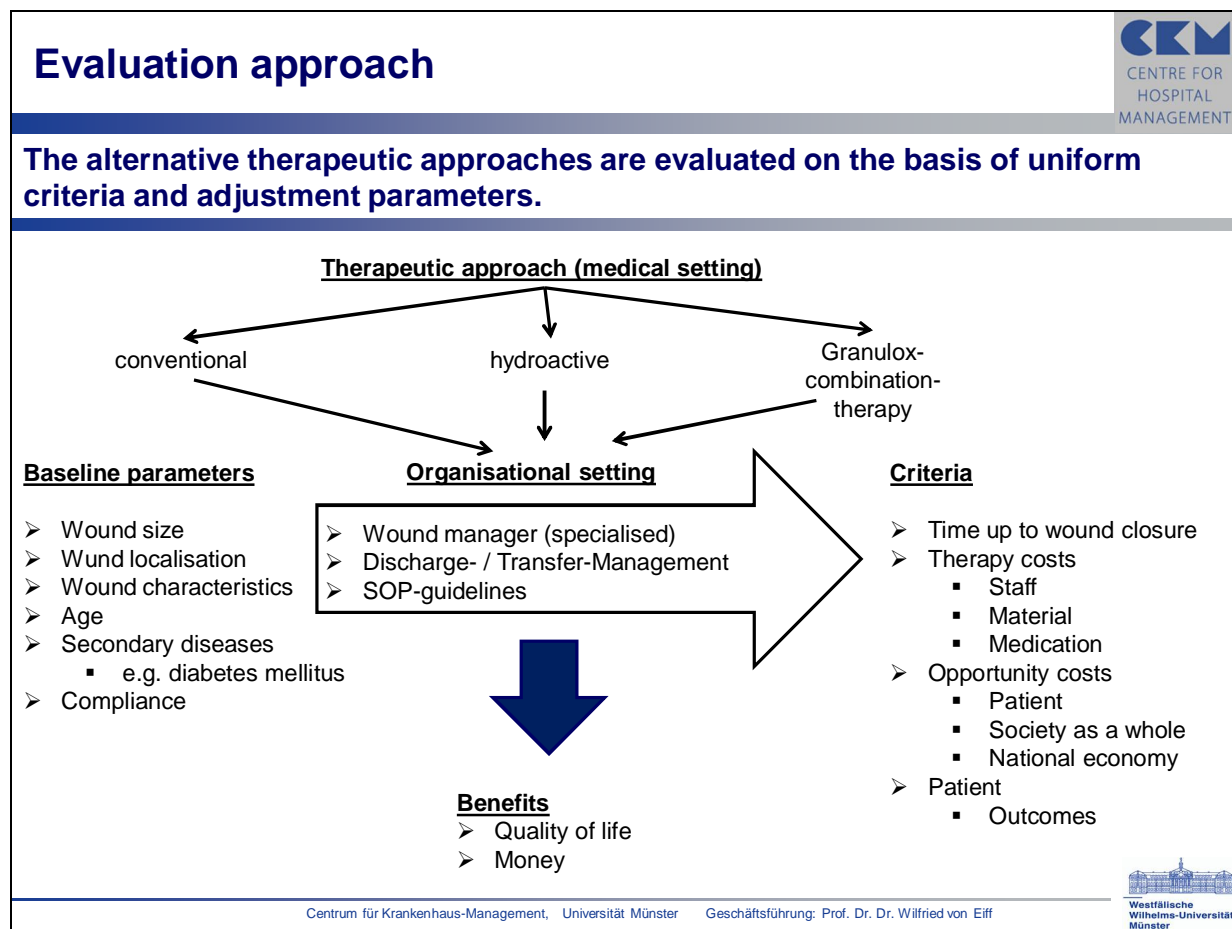 Evaluation approach
CKM
CENTRE FOR
HOSPITAL
MANAGEMENT
The alternative therapeutic approaches are evaluated on the basis of uniform
criteria and adjustment parameters.
Therapeutic approach (medical setting)
conventional
hydroactive
Granulox-
combination-
therapy
Baseline parameters
➢ Wound size
➢ Wund localisation
➢ Wound characteristics
➢ Age
➢ Secondary diseases
▪ e.g. diabetes mellitus
➢ Compliance
Organisational setting
➢ Wound manager (specialised)
➢ Discharge- / Transfer-Management
➢ SOP-guidelines
Criteria
➢ Time up to wound closure
➢ Therapy costs
▪ Staff
▪ Material
▪ Medication
➢ Opportunity costs
▪ Patient
▪ Society as a whole
▪ National economy
➢ Patient
▪ Outcomes
Benefits
➢ Quality of life
➢ Money
Centrum für Krankenhaus-Management, Universität Münster Geschäftsführung: Prof. Dr. Dr. Wilfried von Eiff
Westfälische
Wilhelms-Universität
Münster